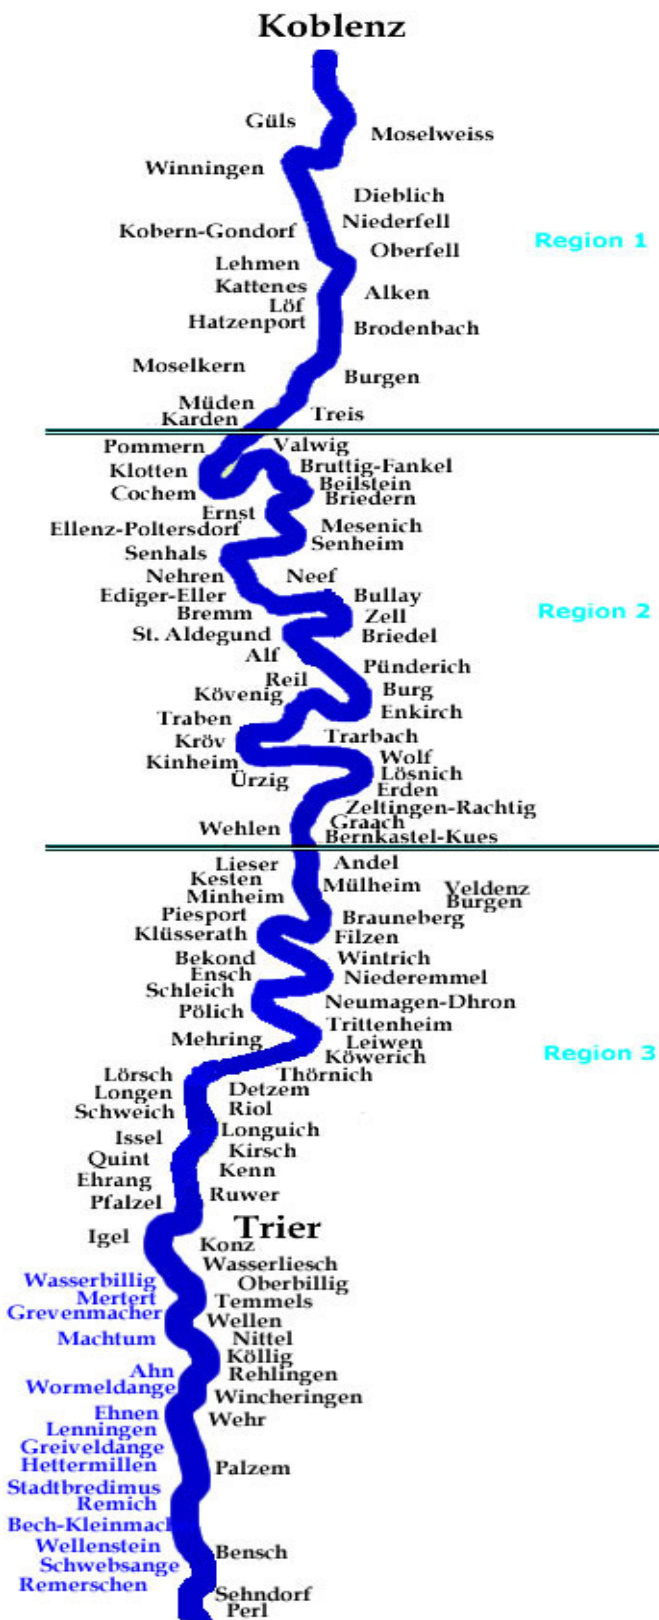 Koblenz
Güls
Moselweiss
Winningen
Dieblich
Niederfell
Kobern-Gondorf
Region 1
Oberfell
Lehmen
Kattenes
Alken
Löf
Hatzenport
Brodenbach
Moselkern
Burgen
Müden
Treis
Karden
Pommern
Valwig
Klotten
Bruttig-Fankel
Beilstein
Cochem
Briedern
Ernst
Ellenz-Poltersdorf
Mesenich
Senheim
Senhals
Nehren
Neef
Ediger-Eller
Bullay
Bremm
Zell
Region 2
St. Aldegund
Briedel
Alf
Pünderich
Reil
Kövenig
Burg
Enkirch
Traben
Trarbach
Kröv
Wolf
Kinheim
Lösnich
Ürzig
Erden
Zeltingen-Rachtig
Graach
Wehlen
Bernkastel-Kues
Lieser
Andel
Kesten
Mülheim
Veldenz
Minheim
Burgen
Piesport
Brauneberg
Klüsserath
Filzen
Bekond
Wintrich
Ensch
Niederemmel
Schleich
Neumagen-Dhron
Pölich
Trittenheim
Mehring
Leiwen
Region 3
Köwerich
Lörsch
Thörnich
Longen
Detzem
Schweich
Riol
Issel
Longuich
Quint
Kirsch
Ehrang
Kenn
Pfalzel
Ruwer
Trier
Igel
Konz
Wasserliesch
Wasserbillig
Oberbillig
Mertert
Temmels
Grevenmacher
Wellen
Machtum
Nittel
Köllig
Ahn
Rehlingen
Wormeldange
Wincheringen
Ehnen
Wehr
Lenningen
Greiveldange
Hettermillen
Palzem
Stadtbredimus
Remich
Bech-Kleinmacher
Wellenstein
Bensch
Schwebsange
Remerschen
Sehndorf
Perl